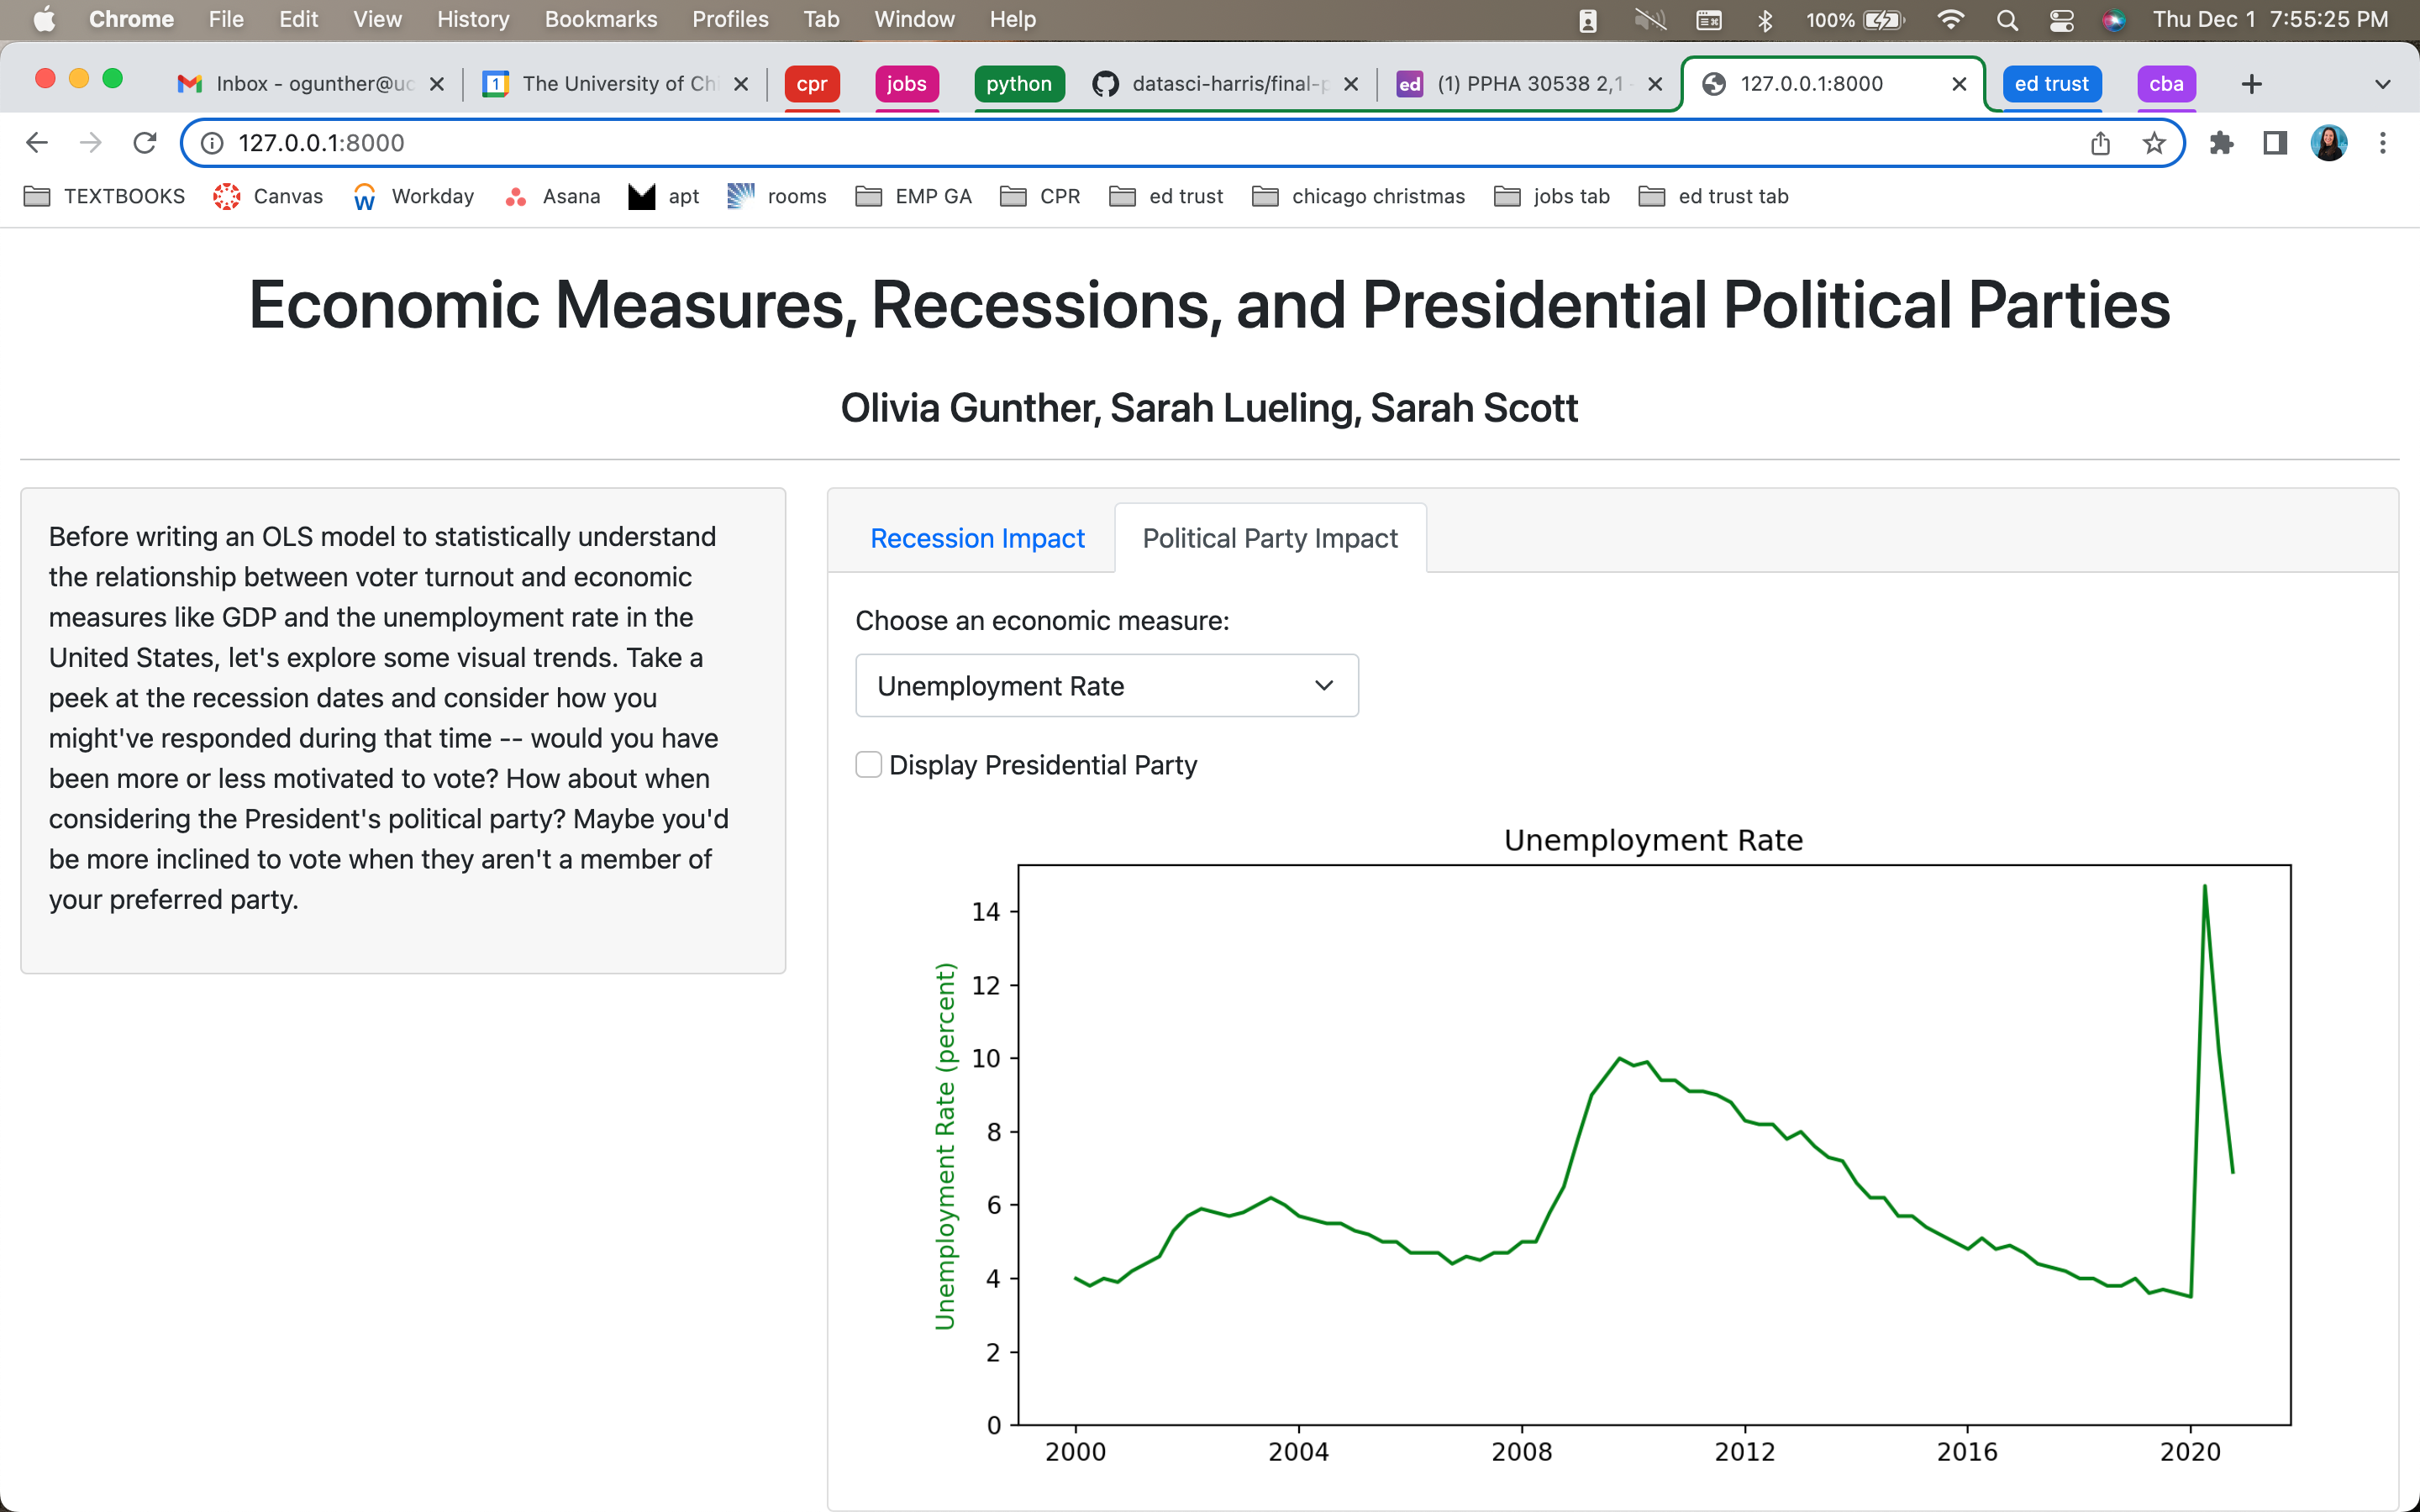 Chrome File Edit View History Bookmarks Profiles Tab Window Help 100% Thu Dec 1 7:55:25 PM
Inbox - ogunther@uc 1 The University of Chi cpr jobs python datasci-harris/final-p ed (1) PPHA 30538 2,1 - 127.0.0.1:8000 ed trust cba
127.0.0.1:8000
TEXTBOOKS Canvas Workday Asana apt rooms EMP GA CPR ed trust chicago christmas jobs tab ed trust tab
Economic Measures, Recessions, and Presidential Political Parties
Olivia Gunther, Sarah Lueling, Sarah Scott
Before writing an OLS model to statistically understand
the relationship between voter turnout and economic
measures like GDP and the unemployment rate in the
United States, let's explore some visual trends. Take a
peek at the recession dates and consider how you
might've responded during that time -- would you have
been more or less motivated to vote? How about when
considering the President's political party? Maybe you'd
be more inclined to vote when they aren't a member of
your preferred party.
Recession Impact Political Party Impact
Choose an economic measure:
Unemployment Rate
Display Presidential Party
Unemployment Rate
Unemployment Rate (percent)
14
12
10
8
6
4
2
0
2000 2004 2008 2012 2016 2020